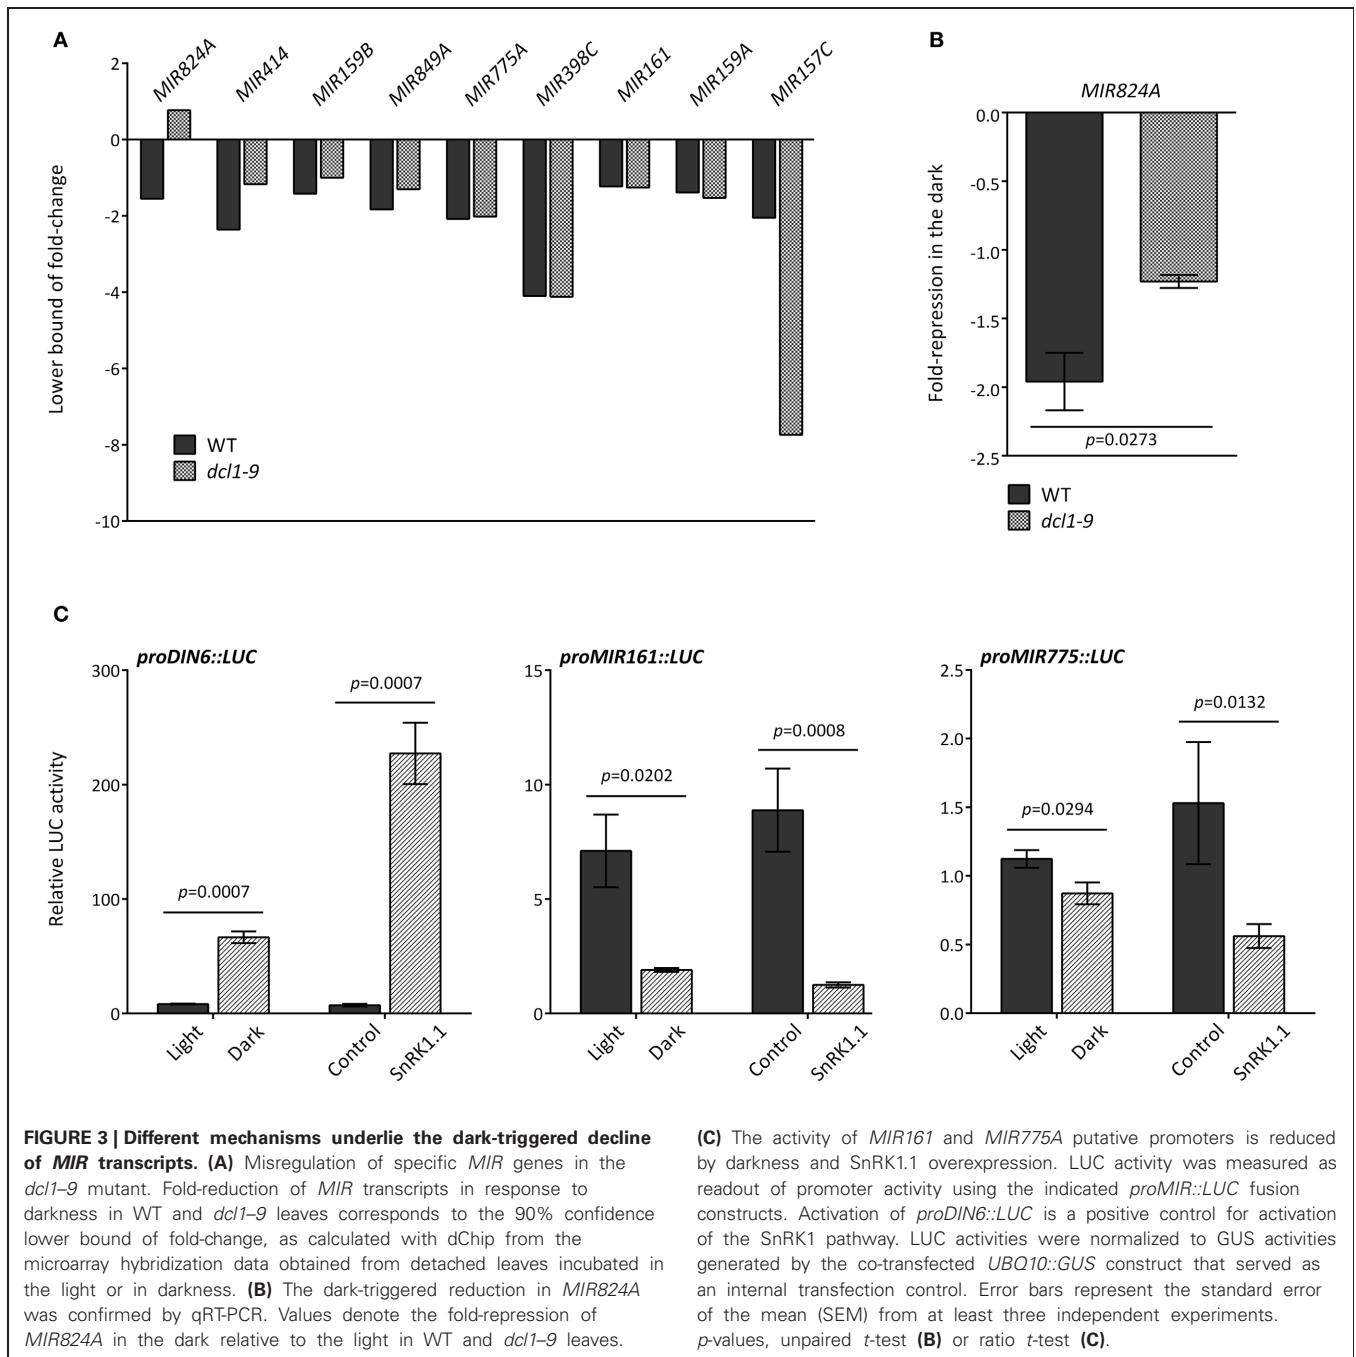 A
MIR824A
MIR414
MIR159B
MIR849A
MIR775A
MIR398C
MIR161
MIR159A
MIR157C
2
0
-2
-4
-6
-8
-10
Lower bound of fold-change
WT
dcl1-9
B
MIR824A
0.0
-0.5
-1.0
-1.5
-2.0
-2.5
Fold-repression in the dark
p=0.0273
WT
dcl1-9
C
proDIN6::LUC
300
200
100
0
Relative LUC activity
p=0.0007
p=0.0007
Light
Dark
Control
SnRK1.1
proMIR161::LUC
15
10
5
0
p=0.0202
p=0.0008
Light
Dark
Control
SnRK1.1
proMIR775::LUC
2.5
2.0
1.5
1.0
0.5
0.0
p=0.0294
p=0.0132
Light
Dark
Control
SnRK1.1
FIGURE 3 | Different mechanisms underlie the dark-triggered decline
of MIR transcripts. (A) Misregulation of specific MIR genes in the
dcl1–9 mutant. Fold-reduction of MIR transcripts in response to
darkness in WT and dcl1–9 leaves corresponds to the 90% confidence
lower bound of fold-change, as calculated with dChip from the
microarray hybridization data obtained from detached leaves incubated in
the light or in darkness. (B) The dark-triggered reduction in MIR824A
was confirmed by qRT-PCR. Values denote the fold-repression of
MIR824A in the dark relative to the light in WT and dcl1–9 leaves.
(C) The activity of MIR161 and MIR775A putative promoters is reduced
by darkness and SnRK1.1 overexpression. LUC activity was measured as
readout of promoter activity using the indicated proMIR::LUC fusion
constructs. Activation of proDIN6::LUC is a positive control for activation
of the SnRK1 pathway. LUC activities were normalized to GUS activities
generated by the co-transfected UBQ10::GUS construct that served as
an internal transfection control. Error bars represent the standard error
of the mean (SEM) from at least three independent experiments.
p-values, unpaired t-test (B) or ratio t-test (C).